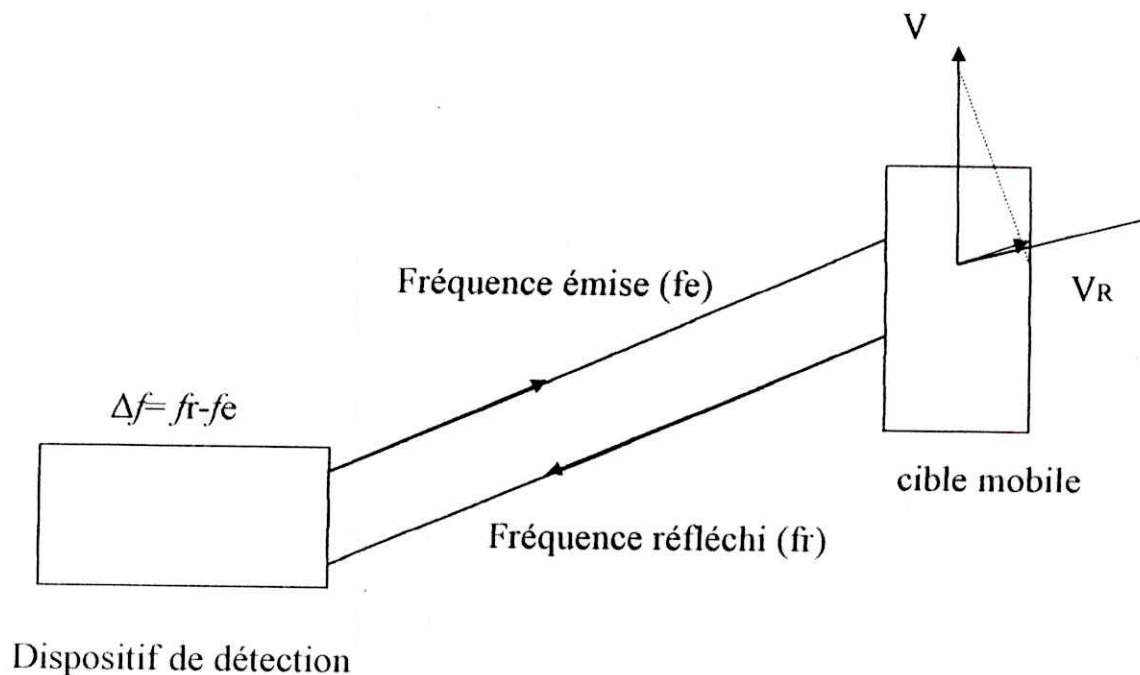 V
Fréquence émise (fe)
VR
Δf= fr-fe
cible mobile
Fréquence réfléchi (fr)
Dispositif de détection